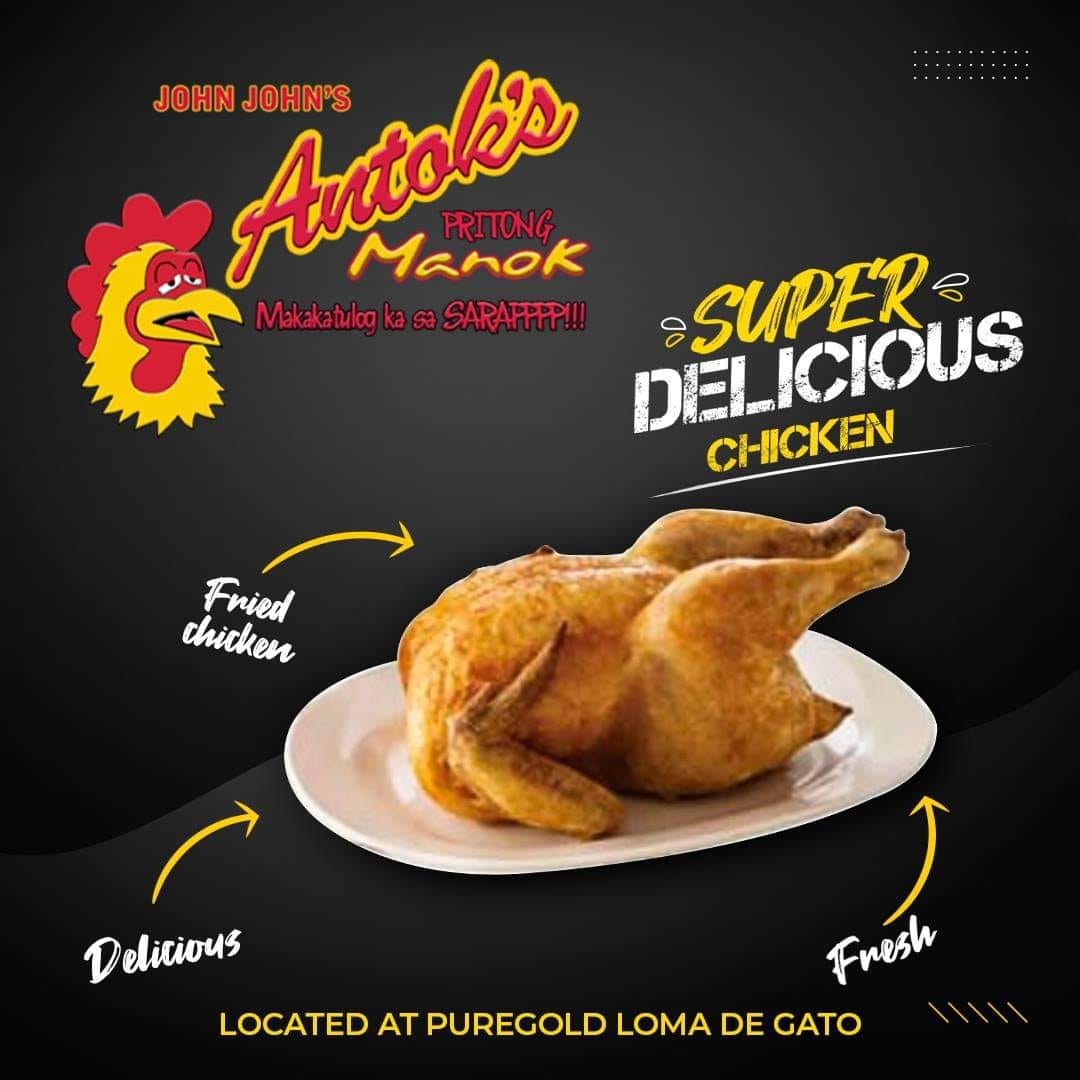 JOHN JOHN'S
Antok's
PRITONG
Manok
Makakatulog ka sa SARAPPPP!!!
SUPER
DELICIOUS
CHICKEN
Fried
chicken
Delicious
Fresh
LOCATED AT PUREGOLD LOMA DE GATO